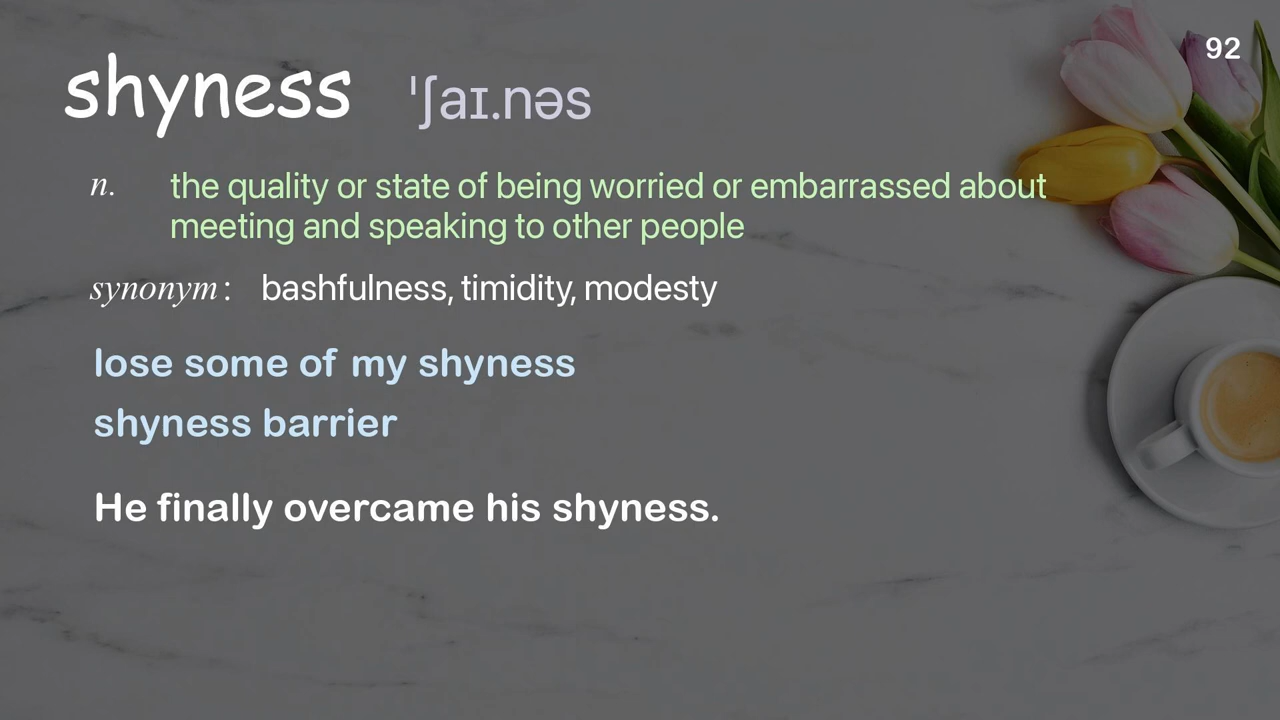 92
shyness ˈʃaɪ.nəs
n. the quality or state of being worried or embarrassed about
meeting and speaking to other people
synonym: bashfulness, timidity, modesty
lose some of my shyness
shyness barrier
He finally overcame his shyness.